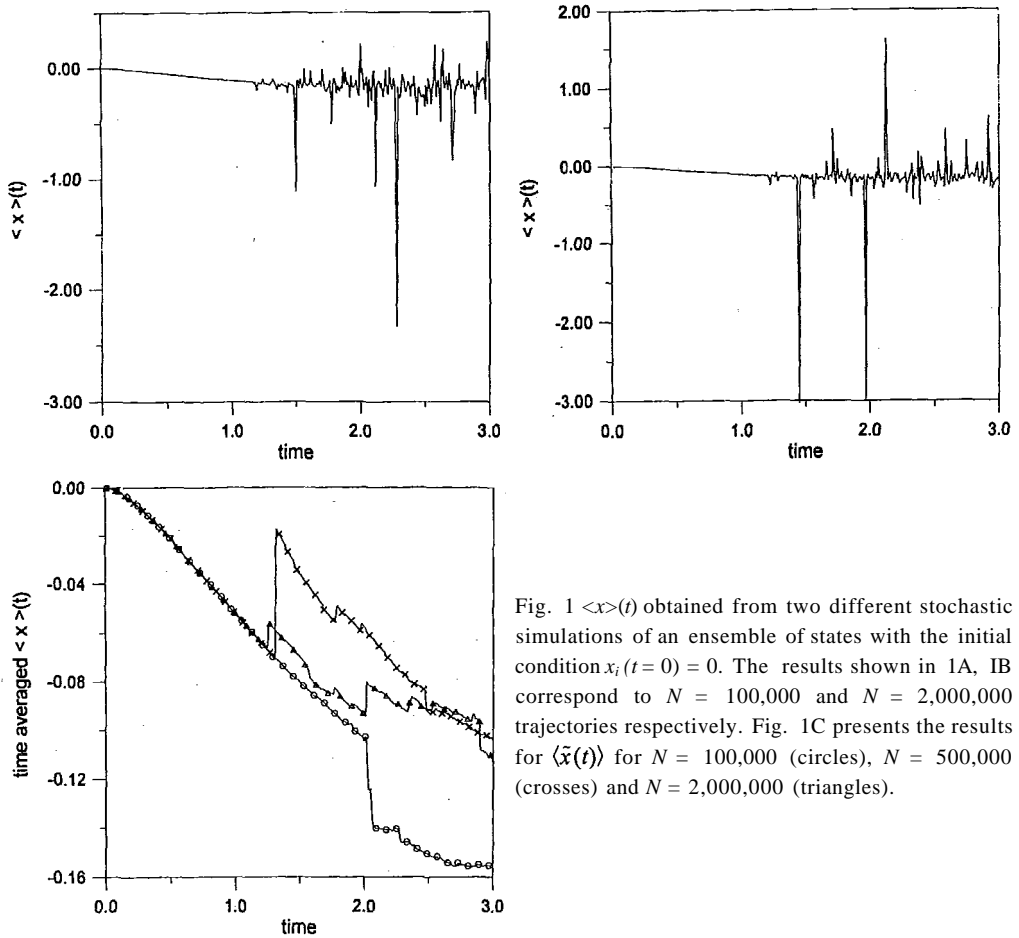 0.00
-1.00
-2.00
-3.00
< x >(t)
0.0 1.0 2.0 3.0
time
2.00
1.00
0.00
-1.00
-2.00
-3.00
< x >(t)
0.0 1.0 2.0 3.0
time
0.00
-0.04
-0.08
-0.12
-0.16
time averaged < x >(t)
0.0 1.0 2.0 3.0
time
Fig. 1 <x>(t) obtained from two different stochastic
simulations of an ensemble of states with the initial
condition xᵢ (t = 0) = 0. The results shown in 1A, IB
correspond to N = 100,000 and N = 2,000,000
trajectories respectively. Fig. 1C presents the results
for ⟨x̃(t)⟩ for N = 100,000 (circles), N = 500,000
(crosses) and N = 2,000,000 (triangles).